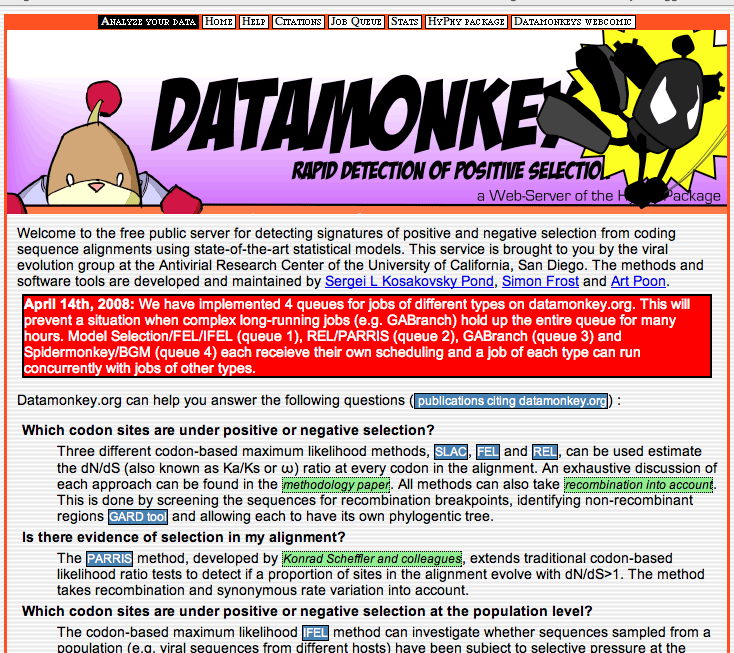 Analyze your data Home Help Citations Job Queue Stats HyPhy package Datamonkeys webcomic
DATAMONKEY
RAPID DETECTION OF POSITIVE SELECTIO
a Web-Server of the H Package
Welcome to the free public server for detecting signatures of positive and negative selection from coding
sequence alignments using state-of-the-art statistical models. This service is brought to you by the viral
evolution group at the Antiviral Research Center of the University of California, San Diego. The methods and
software tools are developed and maintained by Sergei L Kosakovsky Pond, Simon Frost and Art Poon.
April 14th, 2008: We have implemented 4 queues for jobs of different types on datamonkey.org. This will
prevent a situation when complex long-running jobs (e.g. GABranch) hold up the entire queue for many
hours. Model Selection/FEL/IFEL (queue 1), REL/PARRIS (queue 2), GABranch (queue 3) and
Spidermonkey/BGM (queue 4) each receieve their own scheduling and a job of each type can run
concurrently with jobs of other types.
Datamonkey.org can help you answer the following questions (publications citing datamonkey.org) :
Which codon sites are under positive or negative selection?
Three different codon-based maximum likelihood methods, SLAC, FEL and REL, can be used estimate
the dN/dS (also known as Ka/Ks or ω) ratio at every codon in the alignment. An exhaustive discussion of
each approach can be found in the methodology paper. All methods can also take recombination into account.
This is done by screening the sequences for recombination breakpoints, identifying non-recombinant
regions GARD tool and allowing each to have its own phylogentic tree.
Is there evidence of selection in my alignment?
The PARRIS method, developed by Konrad Scheffler and colleagues, extends traditional codon-based
likelihood ratio tests to detect if a proportion of sites in the alignment evolve with dN/dS>1. The method
takes recombination and synonymous rate variation into account.
Which codon sites are under positive or negative selection at the population level?
The codon-based maximum likelihood IFEL method can investigate whether sequences sampled from a
population (e.g. viral sequences from different hosts) have been subject to selective pressure at the